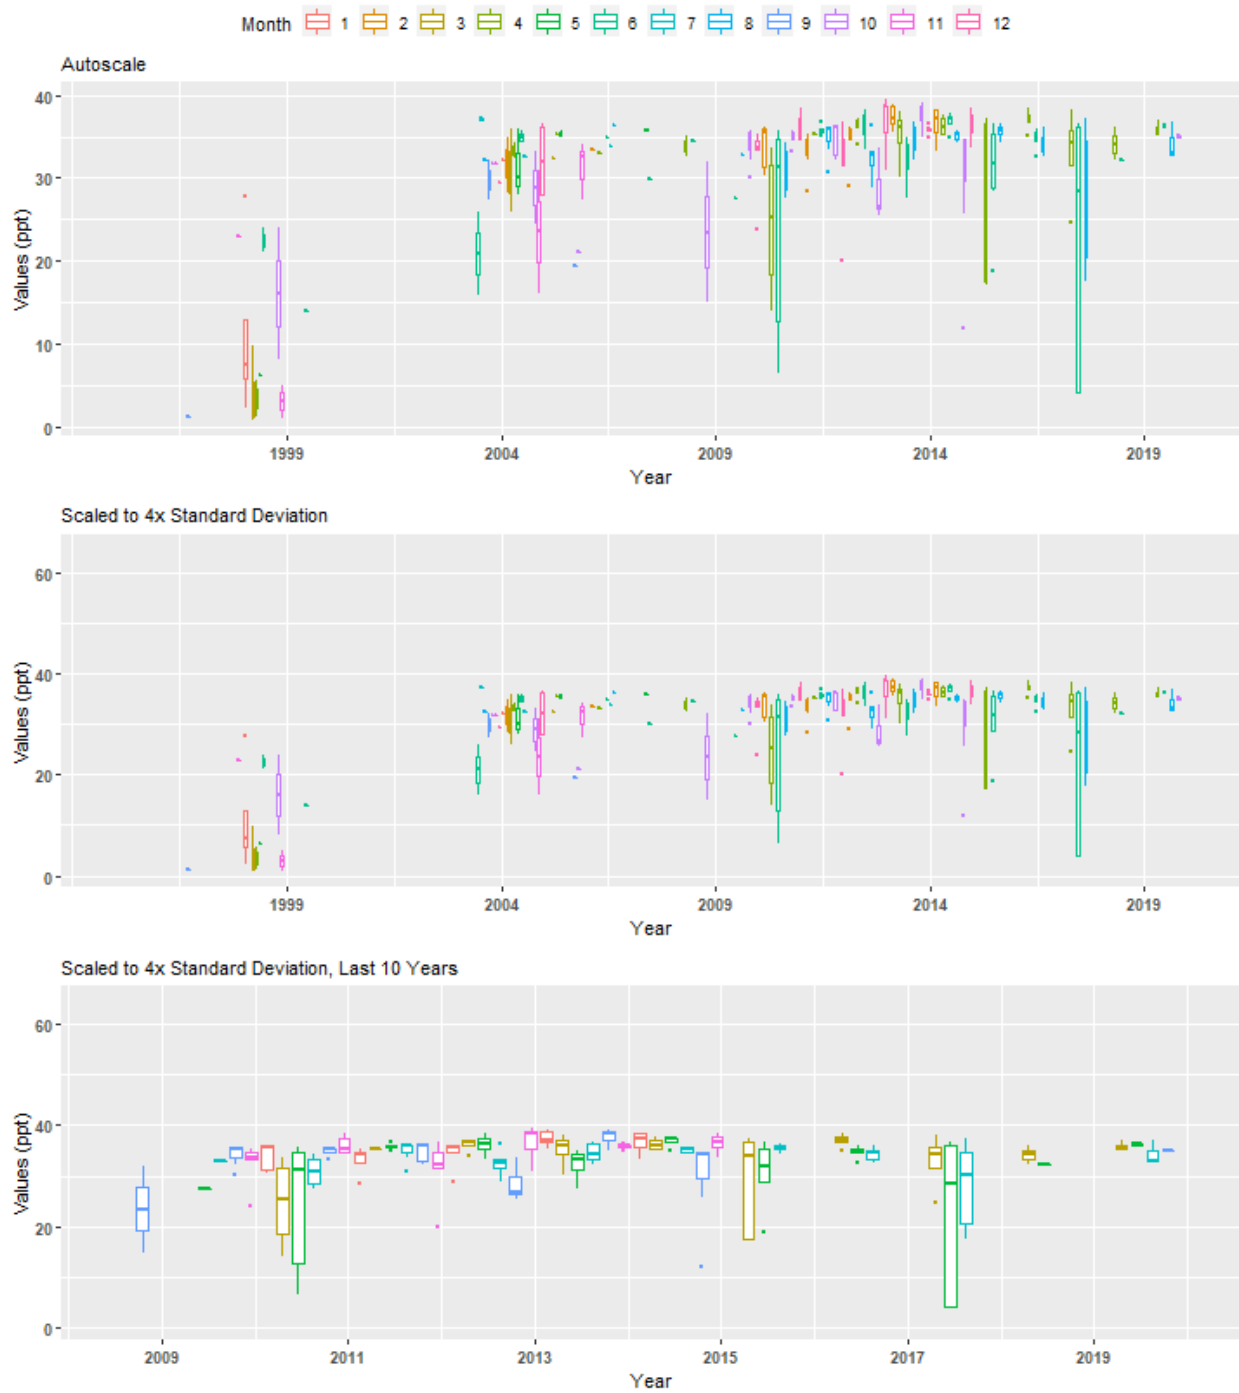 Month 1 2 3 4 5 6 7 8 9 10 11 12
Autoscale
Values (ppt)
40
30
20
10
0
1999 2004 2009 2014 2019
Year
Scaled to 4x Standard Deviation
Values (ppt)
60
40
20
0
1999 2004 2009 2014 2019
Year
Scaled to 4x Standard Deviation, Last 10 Years
Values (ppt)
60
40
20
0
2009 2011 2013 2015 2017 2019
Year